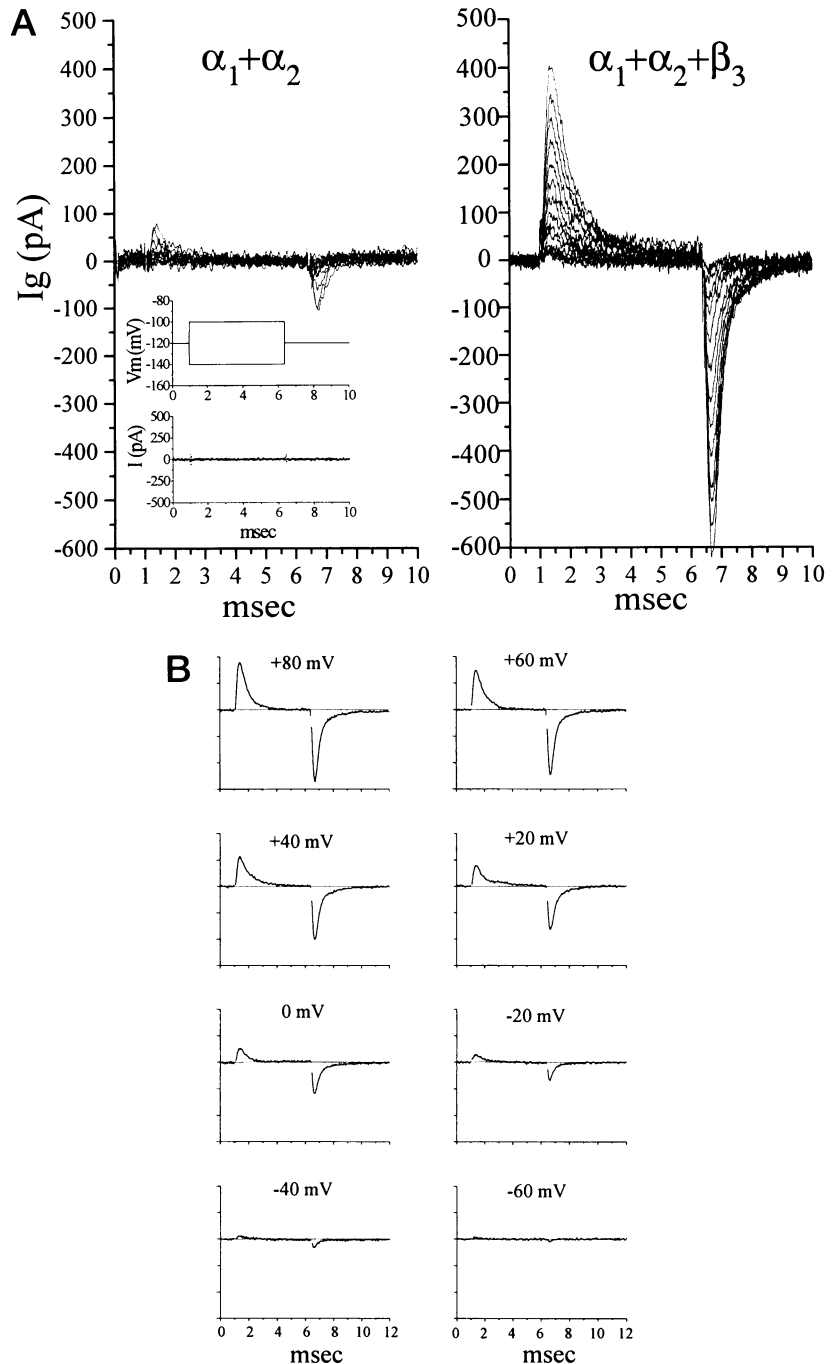 A
α1+α2
α1+α2+β3
Ig (pA)
500
400
300
200
100
0
-100
-200
-300
-400
-500
-600
0 1 2 3 4 5 6 7 8 9 10
msec
Vm (mV)
-80
-100
-120
-140
-160
0 2 4 6 8 10
I (pA)
500
250
0
-250
-500
0 2 4 6 8 10
msec
500
400
300
200
100
0
-100
-200
-300
-400
-500
-600
0 1 2 3 4 5 6 7 8 9 10
msec
B
+80 mV
+60 mV
+40 mV
+20 mV
0 mV
-20 mV
-40 mV
-60 mV
0 2 4 6 8 10 12
msec
0 2 4 6 8 10 12
msec